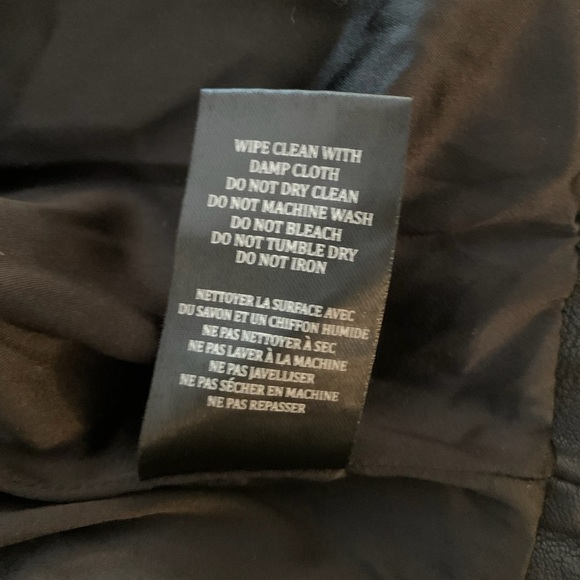 WIPE CLEAN WITH
DAMP CLOTH
DO NOT DRY CLEAN
DO NOT MACHINE WASH
DO NOT BLEACH
DO NOT TUMBLE DRY
DO NOT IRON
NETTOYER LA SURFACE AVEC
DU SAVON ET UN CHIFFON HUMIDE
NE PAS NETTOYER À SEC
NE PAS LAVER À LA MACHINE
NE PAS JAVELLISER
NE PAS SÉCHER EN MACHINE
NE PAS REPASSER